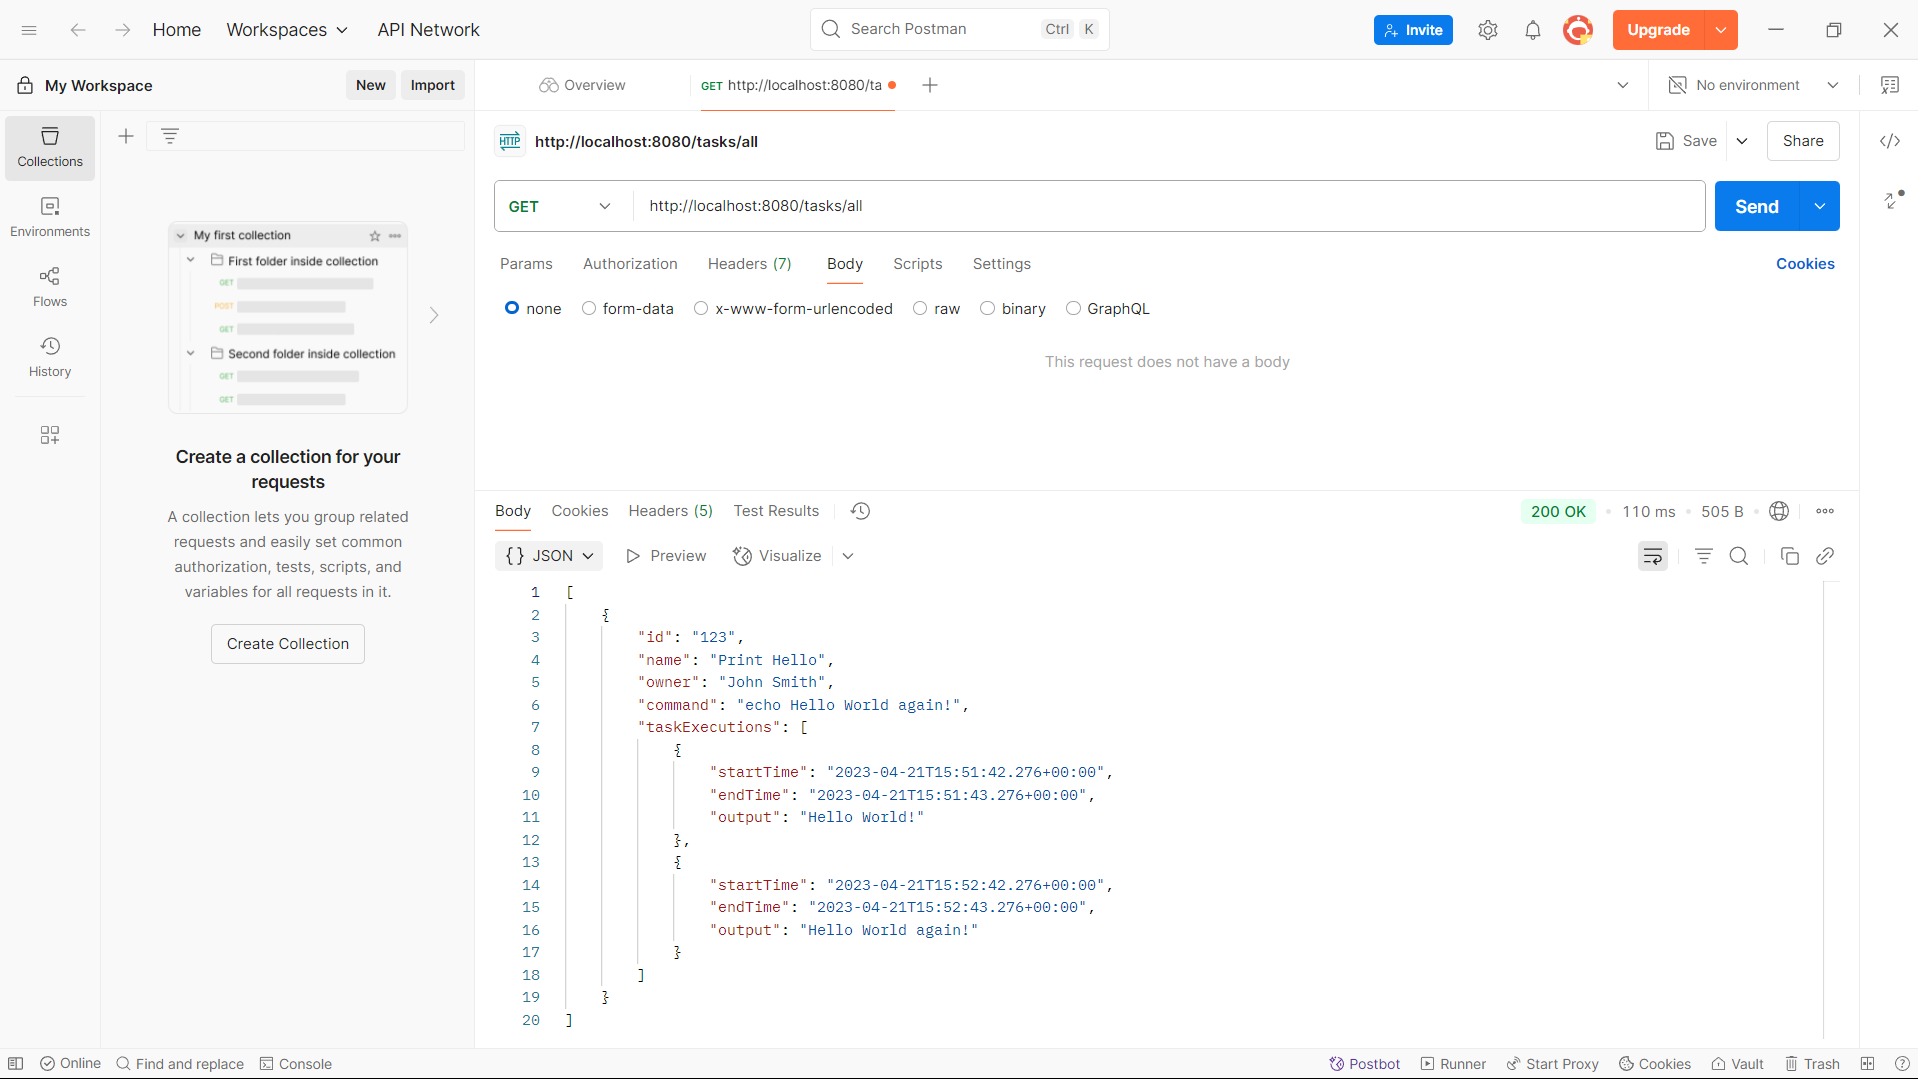 Home Workspaces API Network Search Postman Ctrl K Invite Upgrade
My Workspace New Import Overview GET http://localhost:8080/ta No environment
HTTP http://localhost:8080/tasks/all Save Share
Collections
Environments
Flows
History
My first collection
First folder inside collection
GET
POST
GET
Second folder inside collection
GET
GET
Create a collection for your
requests
A collection lets you group related
requests and easily set common
authorization, tests, scripts, and
variables for all requests in it.
Create Collection
GET http://localhost:8080/tasks/all Send
Params Authorization Headers (7) Body Scripts Settings Cookies
none form-data x-www-form-urlencoded raw binary GraphQL
This request does not have a body
Body Cookies Headers (5) Test Results 200 OK 110 ms 505 B
{} JSON Preview Visualize
1 [
2 {
3 "id": "123",
4 "name": "Print Hello",
5 "owner": "John Smith",
6 "command": "echo Hello World again!",
7 "taskExecutions": [
8 {
9 "startTime": "2023-04-21T15:51:42.276+00:00",
10 "endTime": "2023-04-21T15:51:43.276+00:00",
11 "output": "Hello World!"
12 },
13 {
14 "startTime": "2023-04-21T15:52:42.276+00:00",
15 "endTime": "2023-04-21T15:52:43.276+00:00",
16 "output": "Hello World again!"
17 }
18 ]
19 }
20 ]
Online Find and replace Console Postbot Runner Start Proxy Cookies Vault Trash